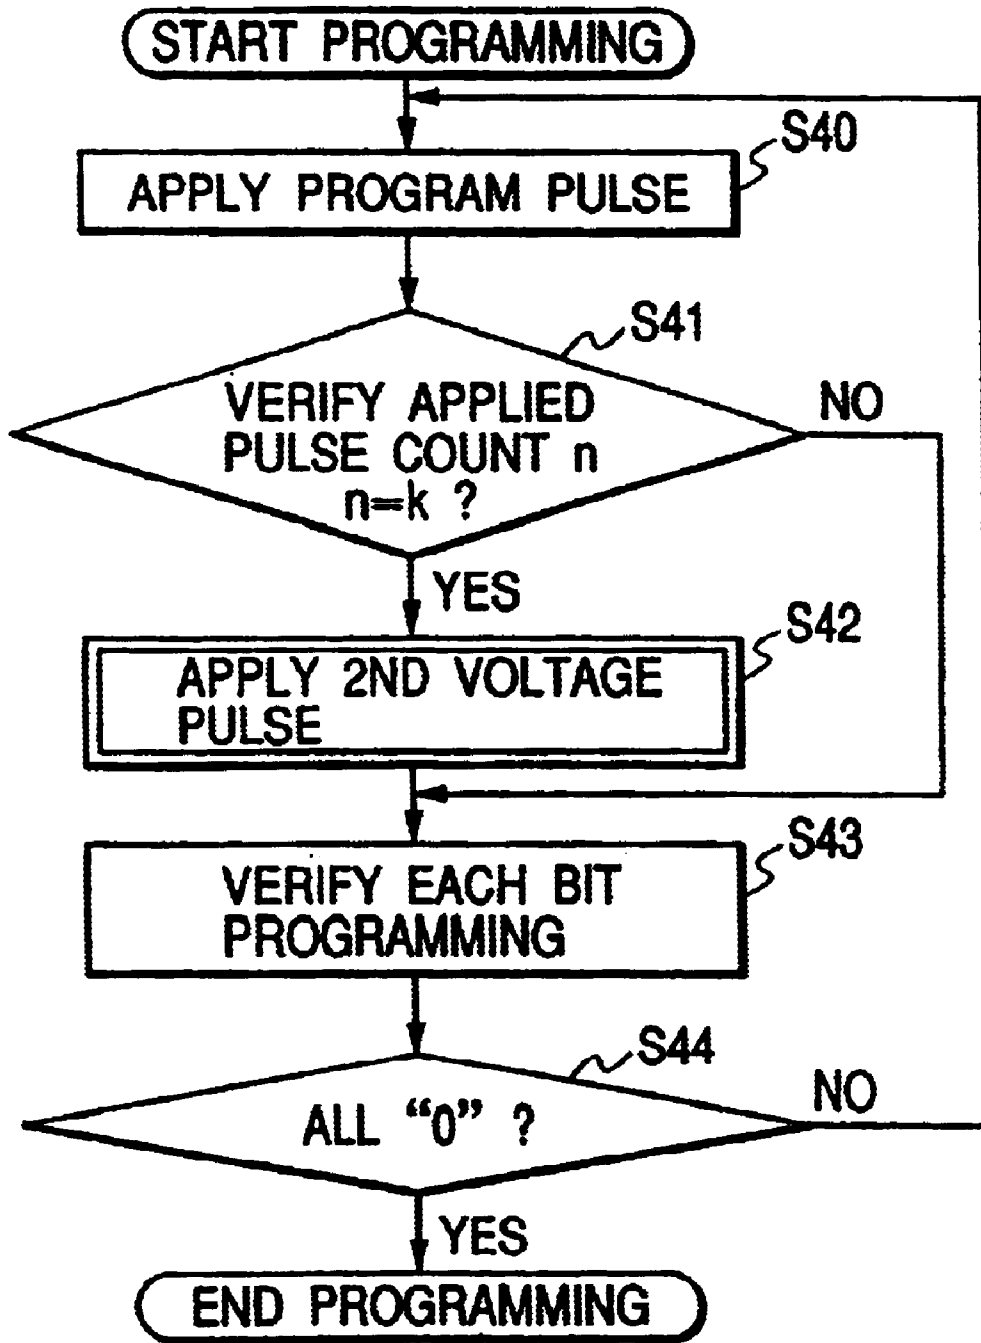 START PROGRAMMING
S40
APPLY PROGRAM PULSE
S41
VERIFY APPLIED
PULSE COUNT n
n=k ?
NO
YES
S42
APPLY 2ND VOLTAGE
PULSE
S43
VERIFY EACH BIT
PROGRAMMING
S44
ALL “0” ?
NO
YES
END PROGRAMMING